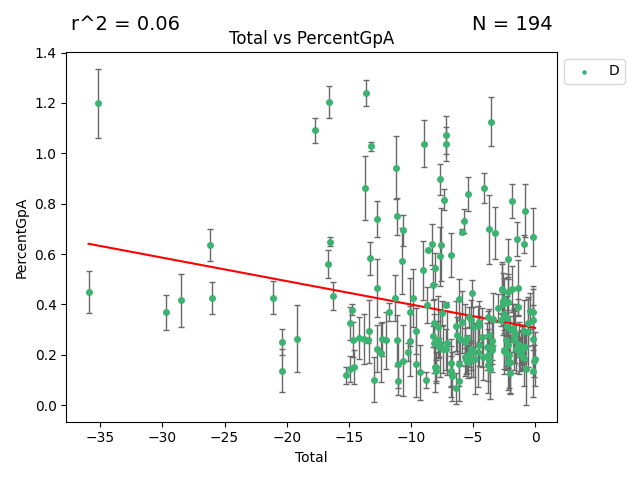 r^2 = 0.06
N = 194
Total vs PercentGpA
D
PercentGpA
1.4
1.2
1.0
0.8
0.6
0.4
0.2
0.0
−35 −30 −25 −20 −15 −10 −5 0
Total